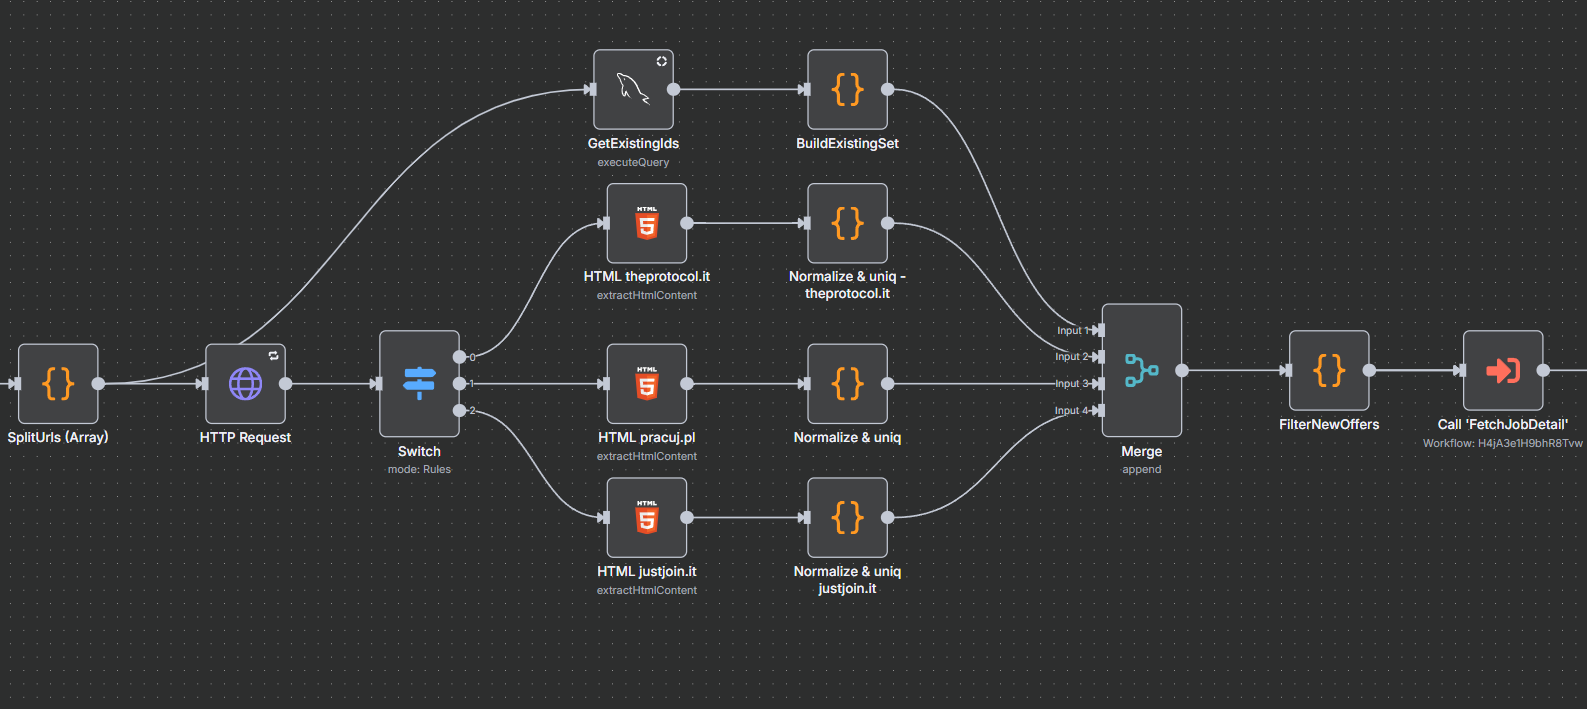 GetExistingIds
executeQuery
{}
BuildExistingSet
HTML
5
HTML theprotocol.it
extractHtmlContent
{}
Normalize & uniq -
theprotocol.it
{}
SplitUrls (Array)
HTTP Request
0
1
2
Switch
mode: Rules
HTML
5
HTML pracuj.pl
extractHtmlContent
{}
Normalize & uniq
HTML
5
HTML justjoin.it
extractHtmlContent
{}
Normalize & uniq
justjoin.it
Input 1
Input 2
Input 3
Input 4
Merge
append
{}
FilterNewOffers
Call 'FetchJobDetail'
Workflow: H4jA3e1H9bhR8Tvw